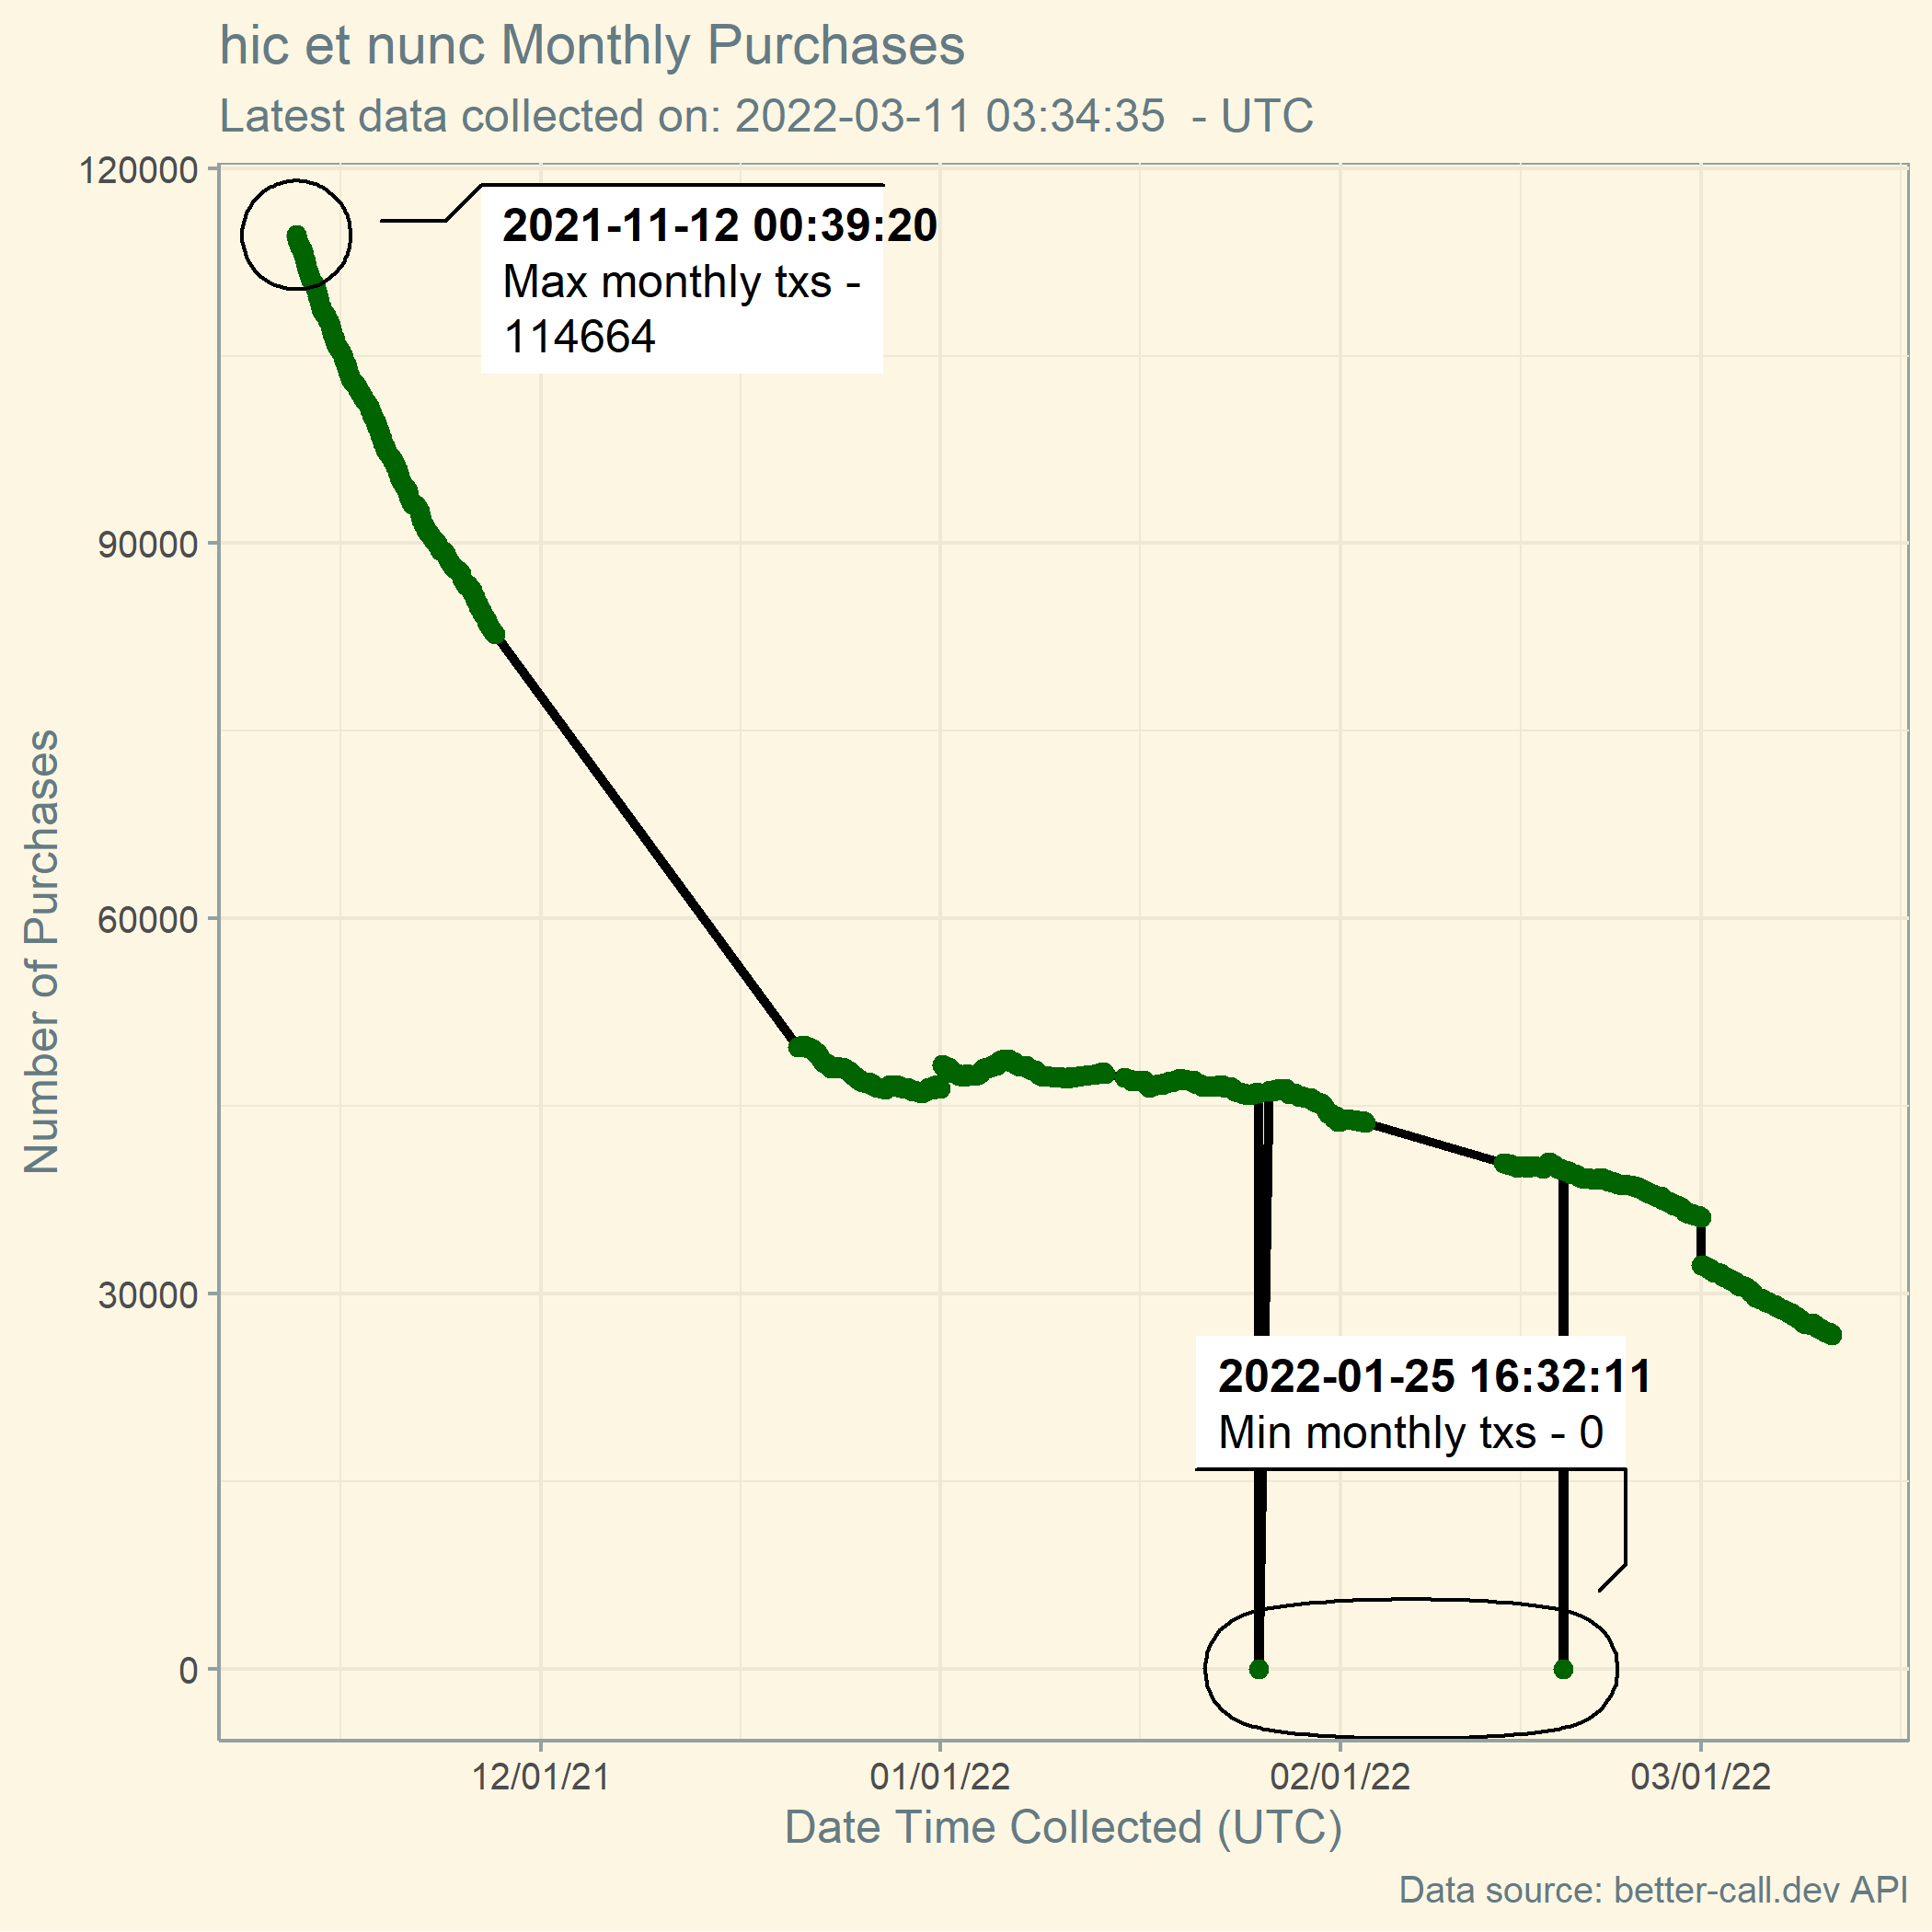 hic et nunc Monthly Purchases
Latest data collected on: 2022-03-11 03:34:35  - UTC
120000
90000
60000
30000
0
Number of Purchases
2021-11-12 00:39:20
Max monthly txs -
114664
2022-01-25 16:32:11
Min monthly txs - 0
12/01/21
01/01/22
02/01/22
03/01/22
Date Time Collected (UTC)
Data source: better-call.dev API